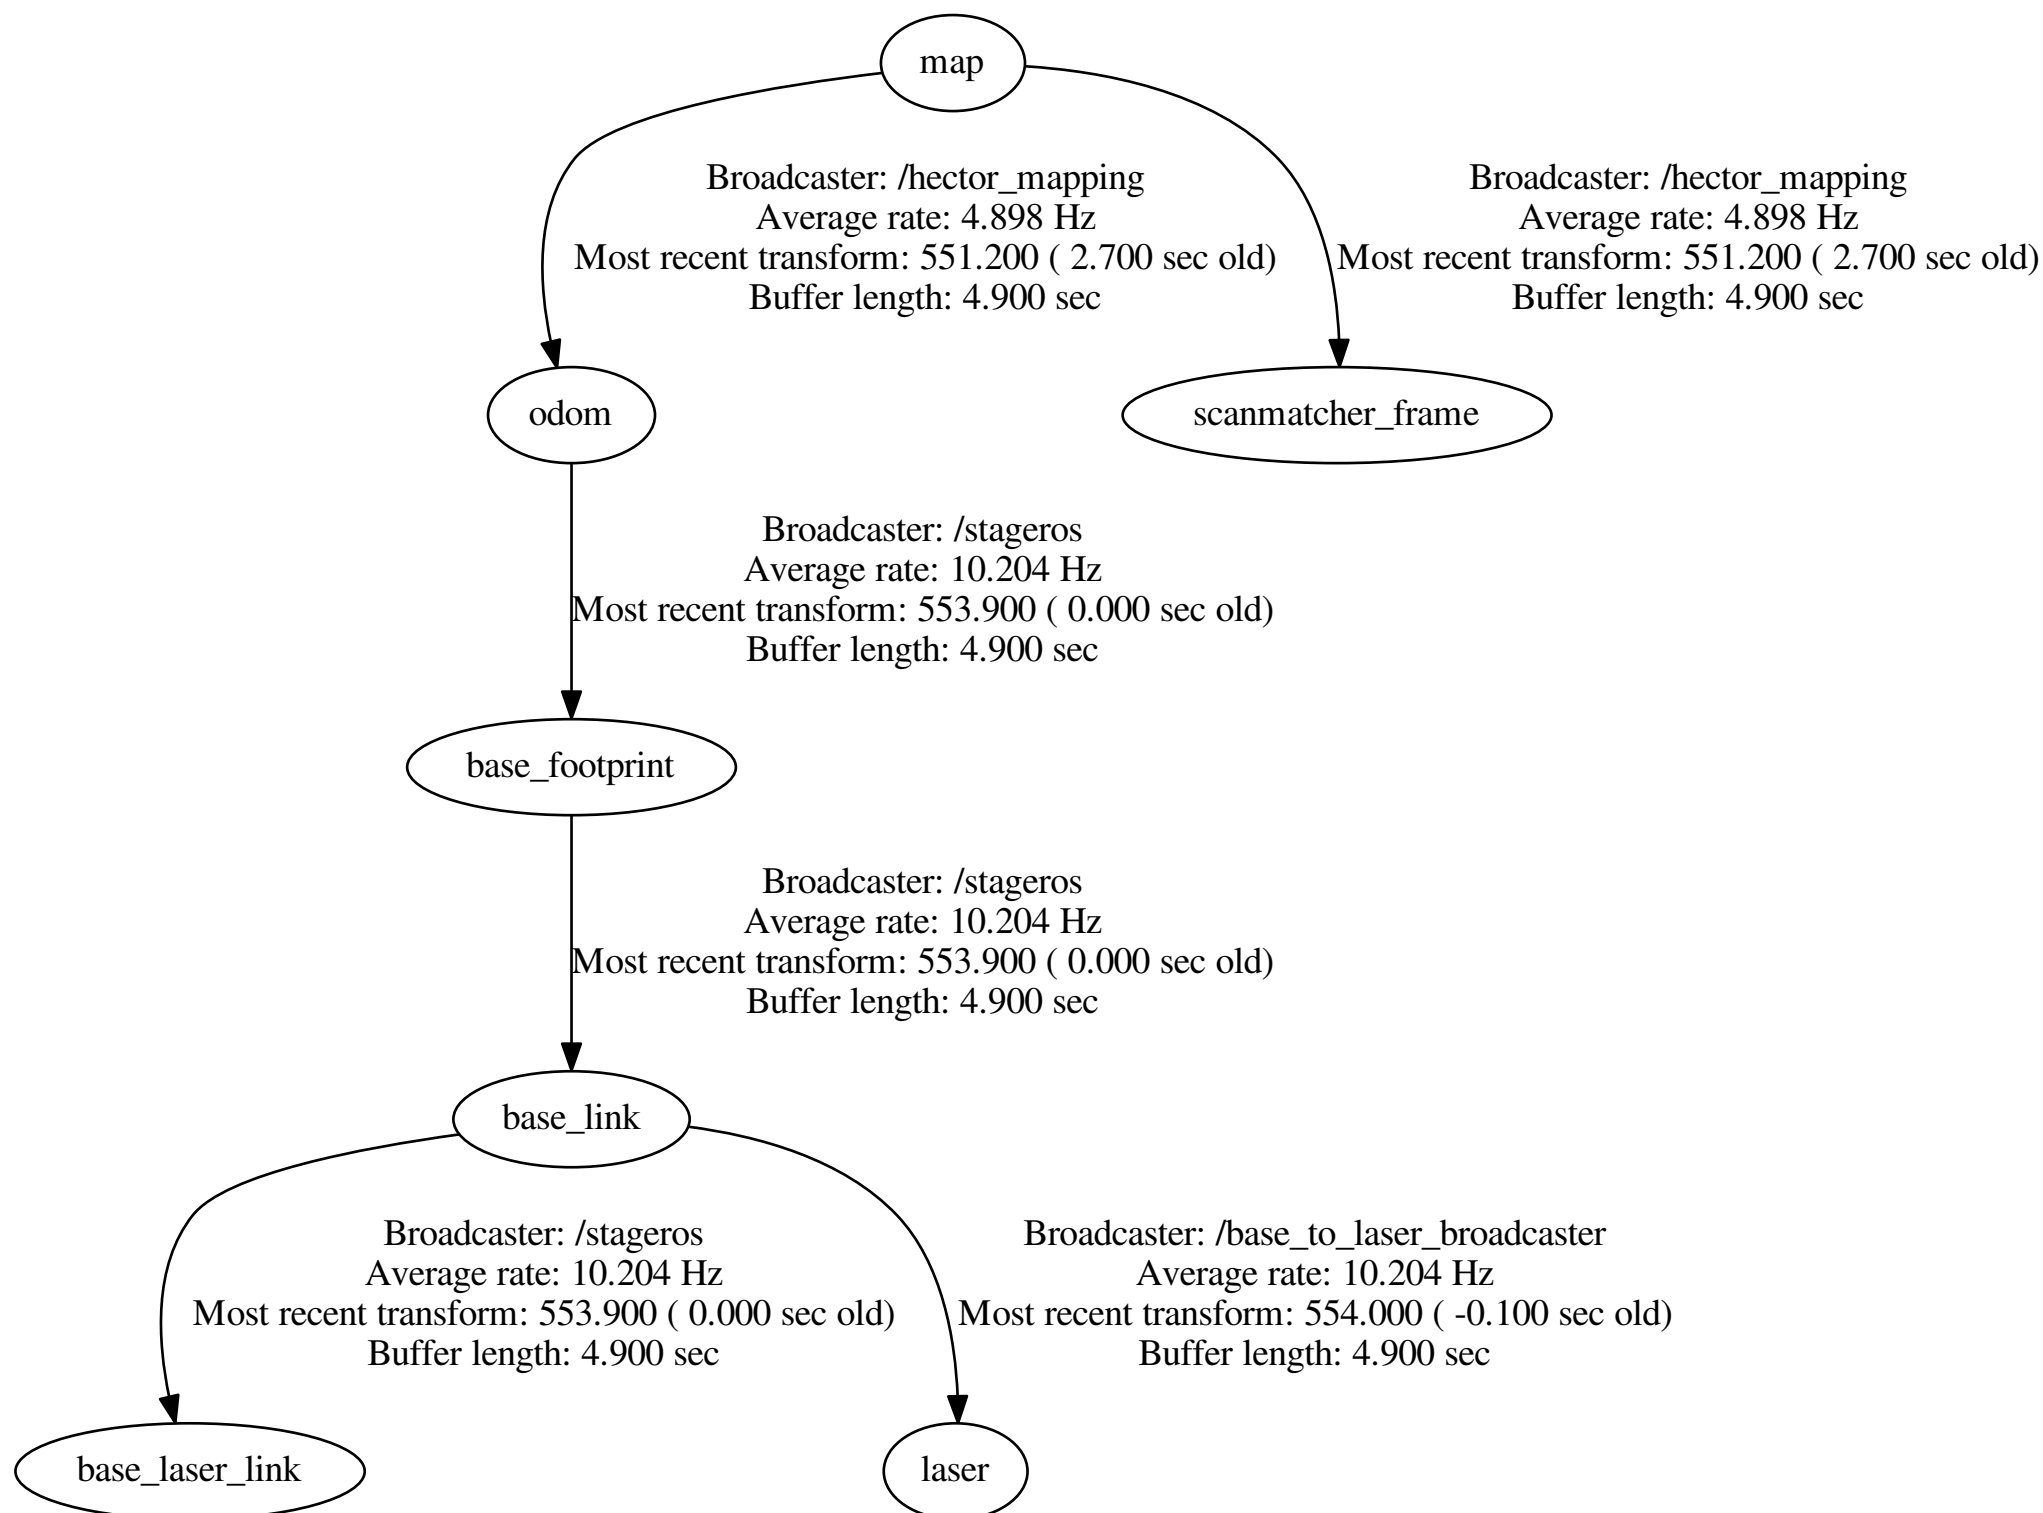 map
Broadcaster: /hector_mapping
Average rate: 4.898 Hz
Most recent transform: 551.200 ( 2.700 sec old)
Buffer length: 4.900 sec
Broadcaster: /hector_mapping
Average rate: 4.898 Hz
Most recent transform: 551.200 ( 2.700 sec old)
Buffer length: 4.900 sec
odom
scanmatcher_frame
Broadcaster: /stageros
Average rate: 10.204 Hz
Most recent transform: 553.900 ( 0.000 sec old)
Buffer length: 4.900 sec
base_footprint
Broadcaster: /stageros
Average rate: 10.204 Hz
Most recent transform: 553.900 ( 0.000 sec old)
Buffer length: 4.900 sec
base_link
Broadcaster: /stageros
Average rate: 10.204 Hz
Most recent transform: 553.900 ( 0.000 sec old)
Buffer length: 4.900 sec
Broadcaster: /base_to_laser_broadcaster
Average rate: 10.204 Hz
Most recent transform: 554.000 ( -0.100 sec old)
Buffer length: 4.900 sec
base_laser_link
laser